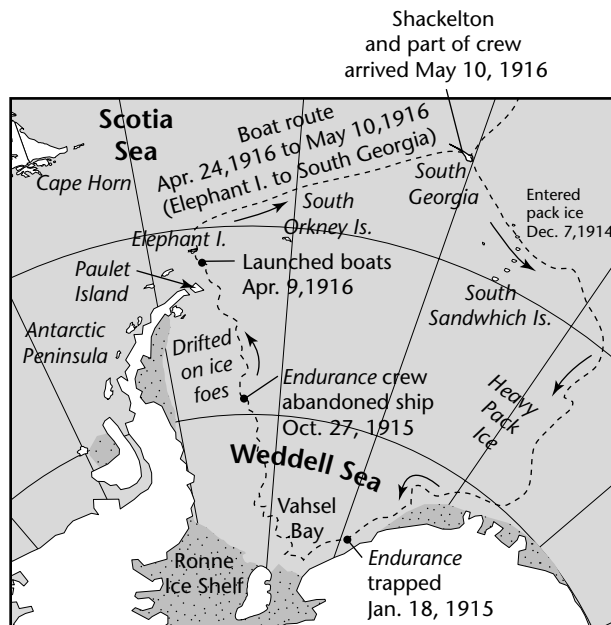 Shackelton
and part of crew
arrived May 10, 1916
Scotia
Sea
Boat route
Apr. 24,1916 to May 10,1916
(Elephant I. to South Georgia)
Cape Horn
South
Georgia
Entered
pack ice
Dec. 7,1914
South
Orkney Is.
Elephant I.
Launched boats
Apr. 9,1916
Paulet
Island
South
Sandwhich Is.
Antarctic
Peninsula
Drifted
on ice
foes
Endurance crew
abandoned ship
Oct. 27, 1915
Heavy
Pack
Ice
Weddell Sea
Vahsel
Bay
Ronne
Ice Shelf
Endurance
trapped
Jan. 18, 1915